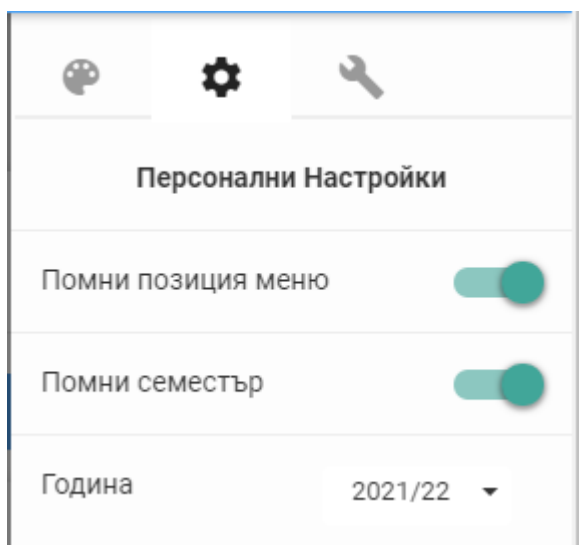 Персонални Настройки
Помни позиция меню
Помни семестър
Година 2021/22